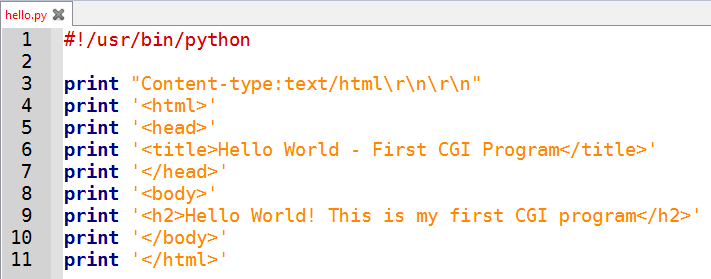 hello.py
1 #!/usr/bin/python
2
3 print "Content-type:text/html\r\n\r\n"
4 print '<html>'
5 print '<head>'
6 print '<title>Hello World - First CGI Program</title>'
7 print '</head>'
8 print '<body>'
9 print '<h2>Hello World! This is my first CGI program</h2>'
10 print '</body>'
11 print '</html>'